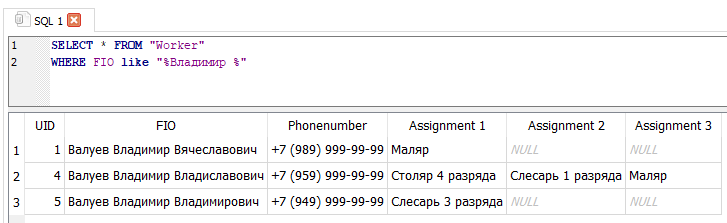 SQL 1
1 SELECT * FROM "Worker"
2 WHERE FIO like "%Владимир %"
UID FIO Phonenumber Assignment 1 Assignment 2 Assignment 3
1 1 Валуев Владимир Вячеславович +7 (989) 999-99-99 Маляр NULL NULL
2 4 Валуев Владимир Владиславович +7 (959) 999-99-99 Столяр 4 разряда Слесарь 1 разряда Маляр
3 5 Валуев Владимир Владимирович +7 (949) 999-99-99 Слесарь 3 разряда NULL NULL